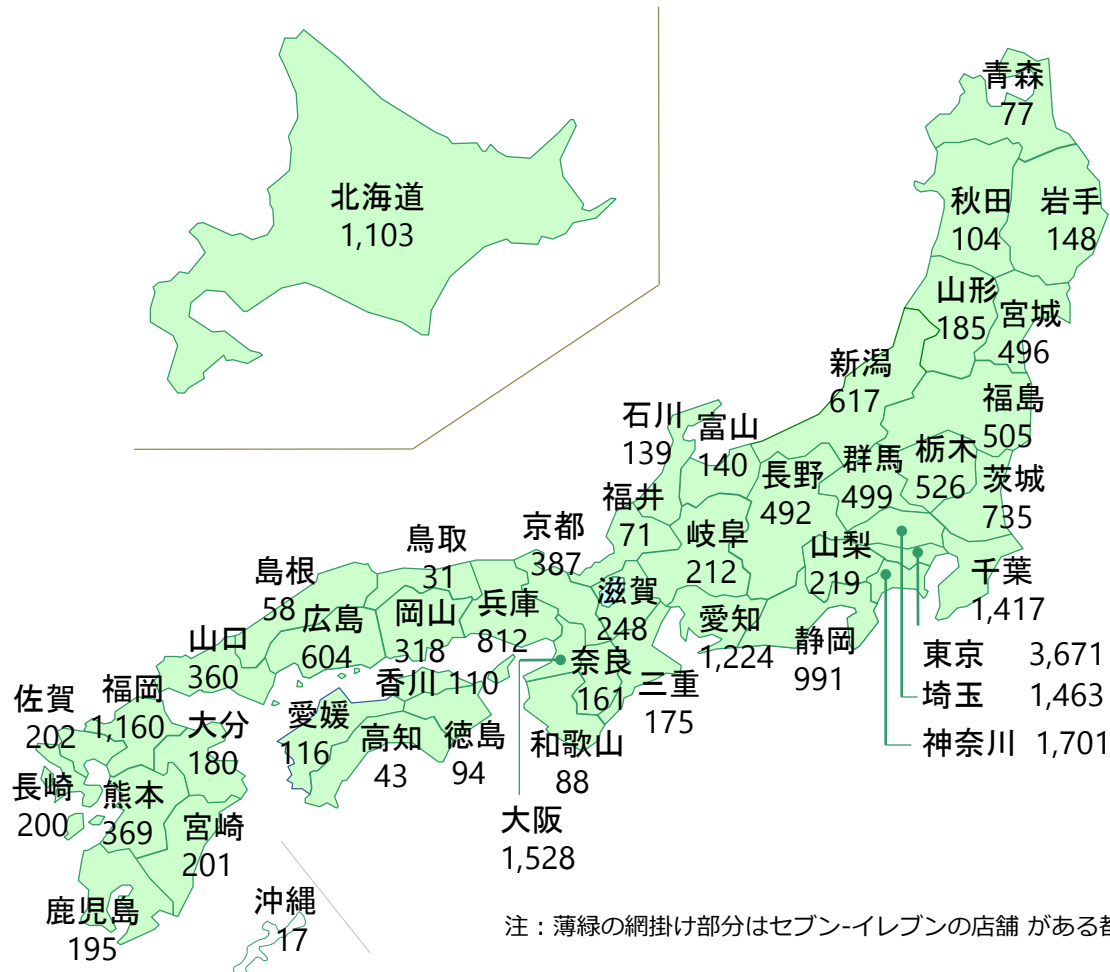 北海道
1,103
青森
77
秋田
104
岩手
148
山形
185
宮城
496
新潟
617
福島
505
石川
139
富山
140
長野
492
群馬
499
栃木
526
茨城
735
福井
71
岐阜
212
山梨
219
千葉
1,417
京都
387
滋賀
248
愛知
1,224
静岡
991
東京 3,671
埼玉 1,463
神奈川 1,701
鳥取
31
島根
58
兵庫
812
岡山
318
広島
604
山口
360
奈良
161
三重
175
香川 110
和歌山
88
大阪
1,528
愛媛
116
高知
43
徳島
94
佐賀
202
福岡
1,160
大分
180
長崎
200
熊本
369
宮崎
201
鹿児島
195
沖縄
17
注：薄緑の網掛け部分はセブン-イレブンの店舗 がある